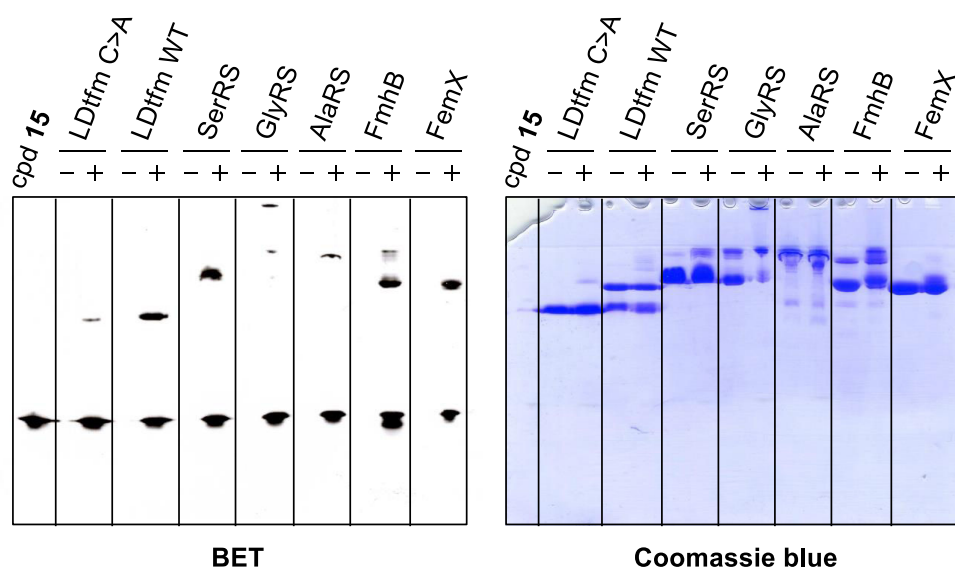 cpd 15
LDtfm C>A
LDtfm WT
SerRS
GlyRS
AlaRS
FmhB
FemX
– + – + – + – + – + – + – +
BET
cpd 15
LDtfm C>A
LDtfm WT
SerRS
GlyRS
AlaRS
FmhB
FemX
– + – + – + – + – + – + – +
Coomassie blue